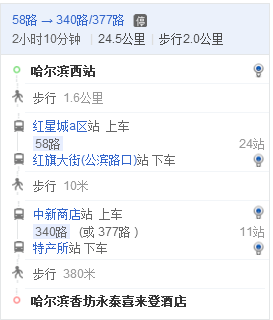 58路 → 340路/377路 停
2小时10分钟 | 24.5公里 | 步行2.0公里
哈尔滨西站
步行 1.6公里
红星城a区站 上车
58路 24站
红旗大街(公滨路口)站 下车
步行 10米
中新商店站 上车
340路 (或 377路 ) 11站
特产所站 下车
步行 380米
哈尔滨香坊永泰喜来登酒店